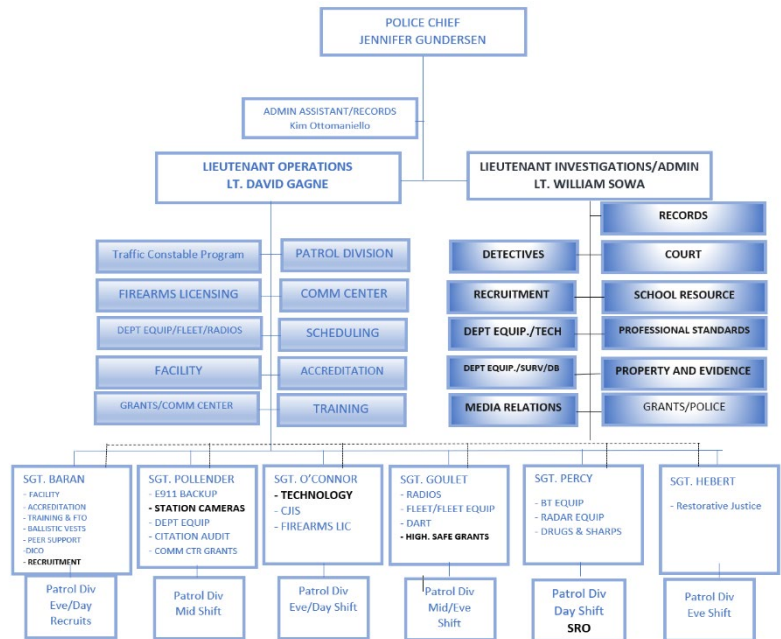 POLICE CHIEF
JENNIFER GUNDERSEN
ADMIN ASSISTANT/RECORDS
Kim Ottomaniello
LIEUTENANT OPERATIONS
LT. DAVID GAGNE
LIEUTENANT INVESTIGATIONS/ADMIN
LT. WILLIAM SOWA
Traffic Constable Program
PATROL DIVISION
FIREARMS LICENSING
COMM CENTER
DEPT EQUIP/FLEET/RADIOS
SCHEDULING
FACILITY
ACCREDITATION
GRANTS/COMM CENTER
TRAINING
RECORDS
DETECTIVES
COURT
RECRUITMENT
SCHOOL RESOURCE
DEPT EQUIP./TECH
PROFESSIONAL STANDARDS
DEPT EQUIP./SURV/DB
PROPERTY AND EVIDENCE
MEDIA RELATIONS
GRANTS/POLICE
SGT. BARAN
- FACILITY
- ACCREDITATION
- TRAINING & FTO
- BALLISTIC VESTS
- PEER SUPPORT
-DICO
- RECRUITMENT
SGT. POLLENDER
- E911 BACKUP
- STATION CAMERAS
- DEPT EQUIP
- CITATION AUDIT
- COMM CTR GRANTS
SGT. O'CONNOR
- TECHNOLOGY
- CJIS
- FIREARMS LIC
SGT. GOULET
- RADIOS
- FLEET/FLEET EQUIP
- DART
- HIGH. SAFE GRANTS
SGT. PERCY
- BT EQUIP
- RADAR EQUIP
- DRUGS & SHARPS
SGT. HEBERT
- Restorative Justice
Patrol Div
Eve/Day
Recruits
Patrol Div
Mid Shift
Patrol Div
Eve/Day Shift
Patrol Div
Mid/Eve
Shift
Patrol Div
Day Shift
SRO
Patrol Div
Eve Shift